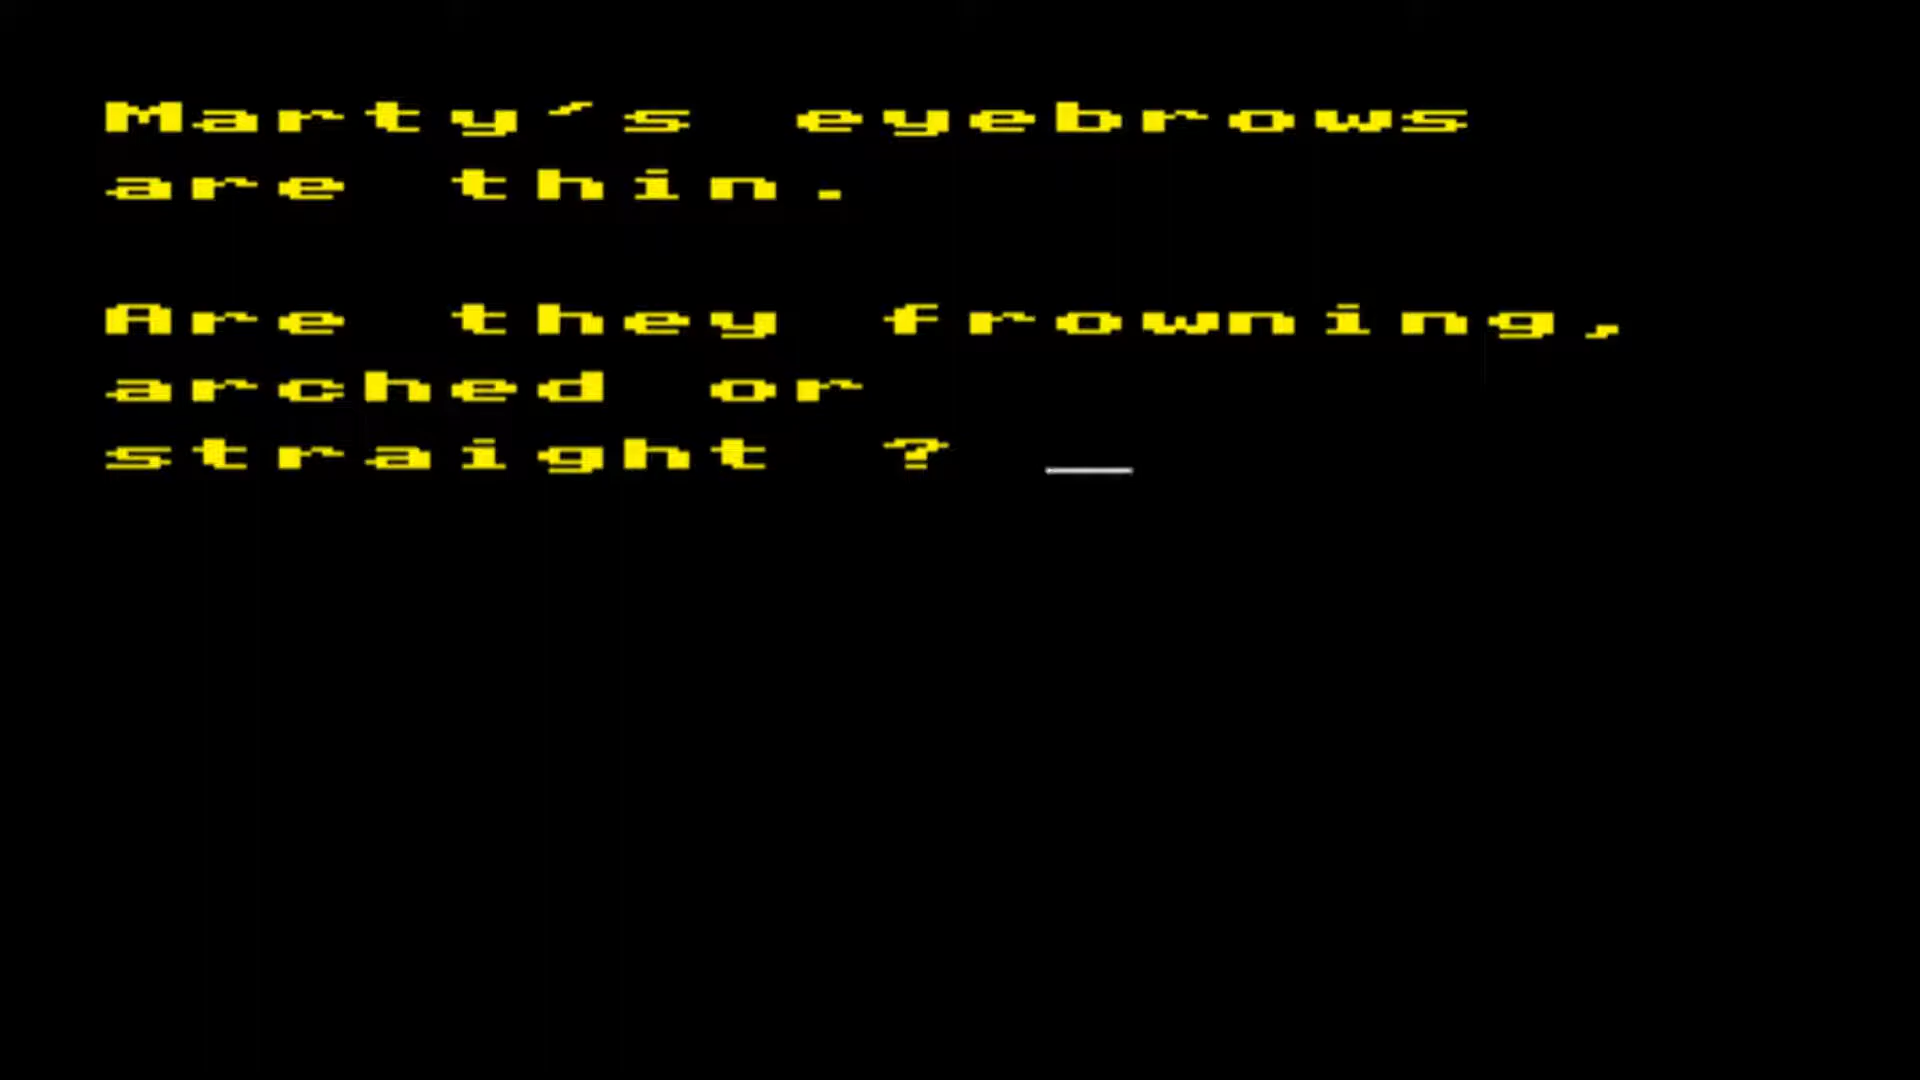 Marty's eyebrows
are thin.
Are they frowning,
arched or
straight ?